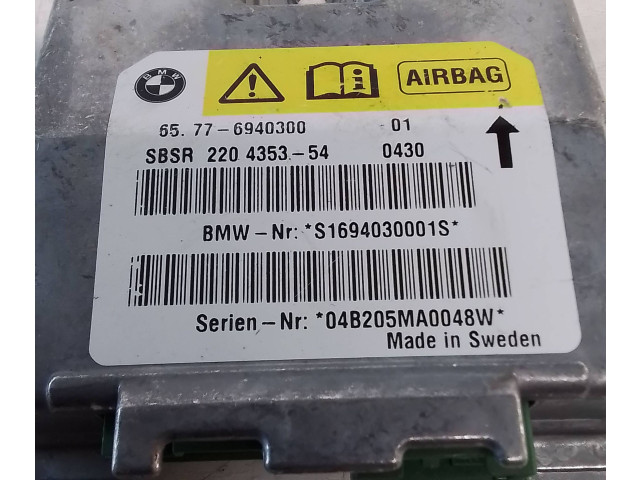 BMW AIRBAG
65. 77-6940300 01
SBSR 220 4353-54 0430
BMW-Nr: *S1694030001S*
Serien-Nr: *04B205MA0048W*
Made in Sweden